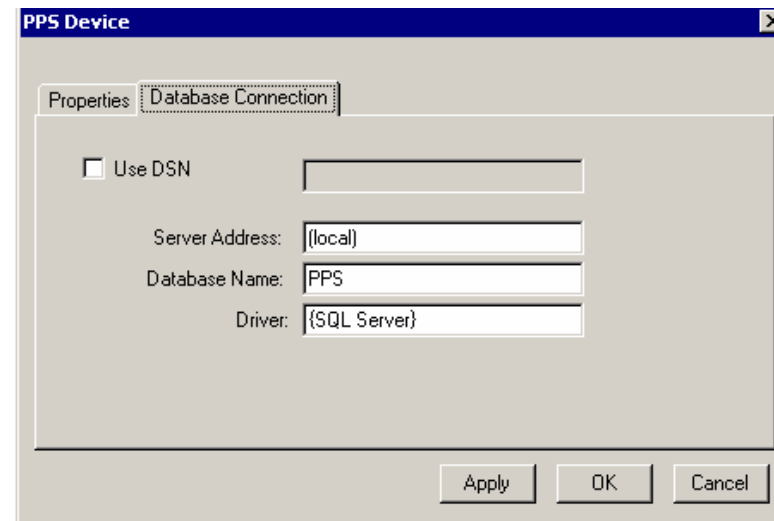 PPS Device
Properties Database Connection
Use DSN
Server Address: (local)
Database Name: PPS
Driver: {SQL Server}
Apply OK Cancel